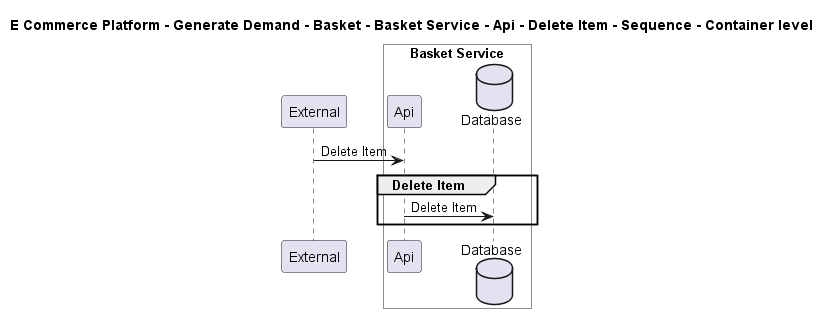 E Commerce Platform - Generate Demand - Basket - Basket Service - Api - Delete Item - Sequence - Container level
Basket Service
External
Api
Database
Delete Item
Delete Item
Delete Item
External
Api
Database